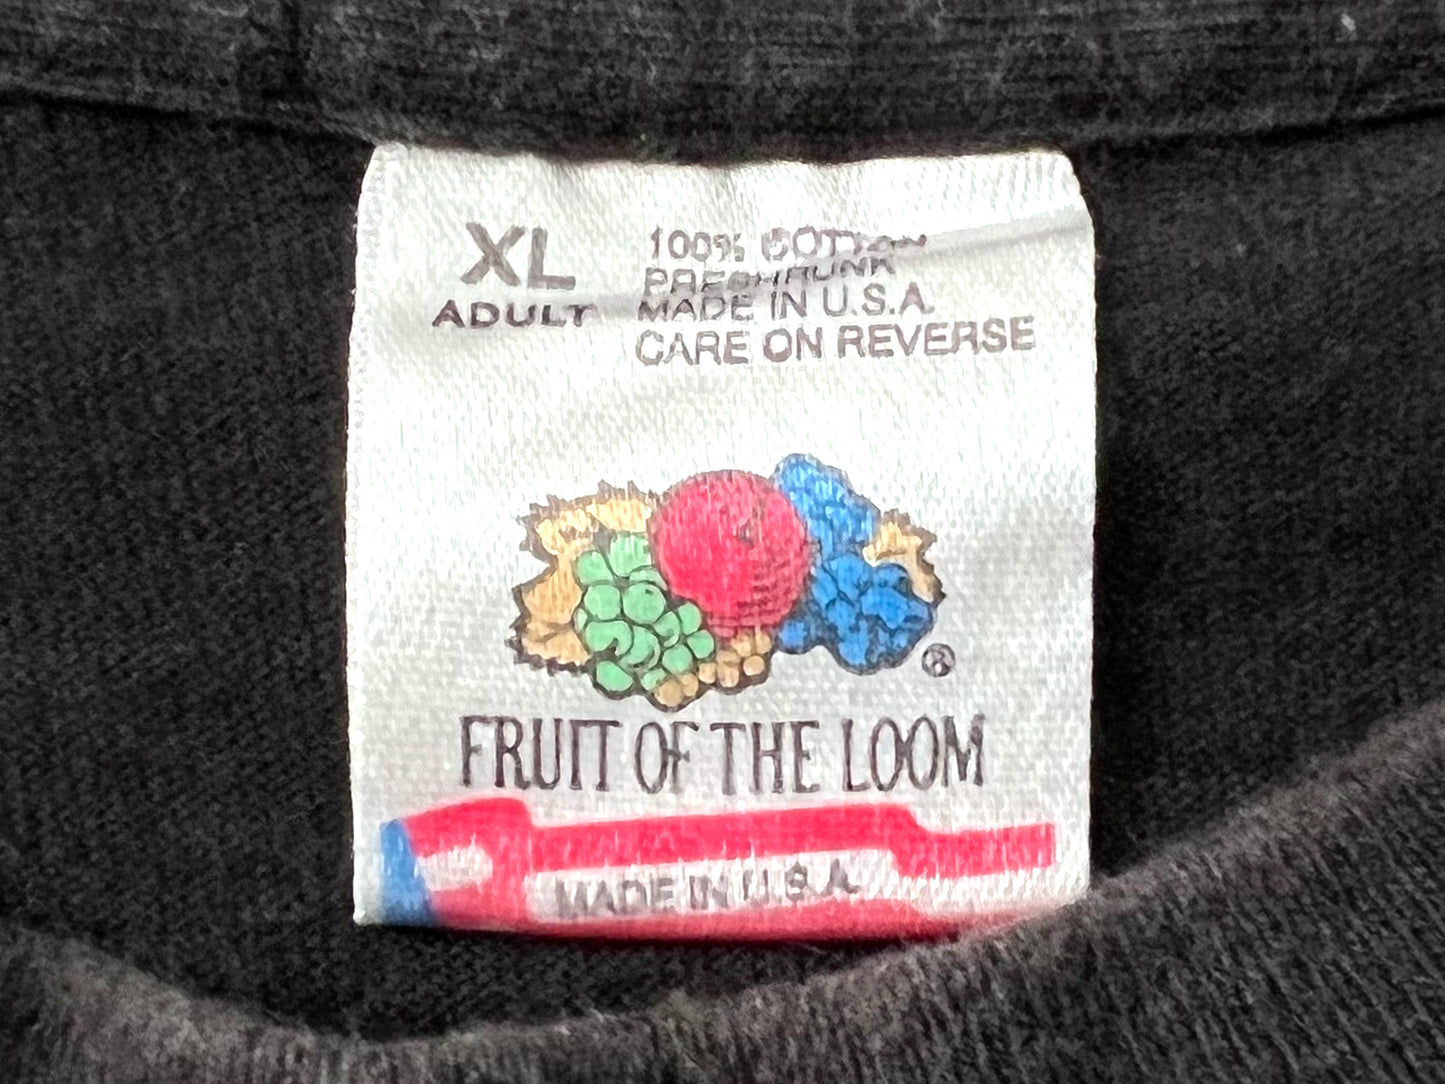 XL
ADULT
100% COTTON
PRESHRUNK
MADE IN U.S.A.
CARE ON REVERSE
®
FRUIT OF THE LOOM
MADE IN U.S.A.